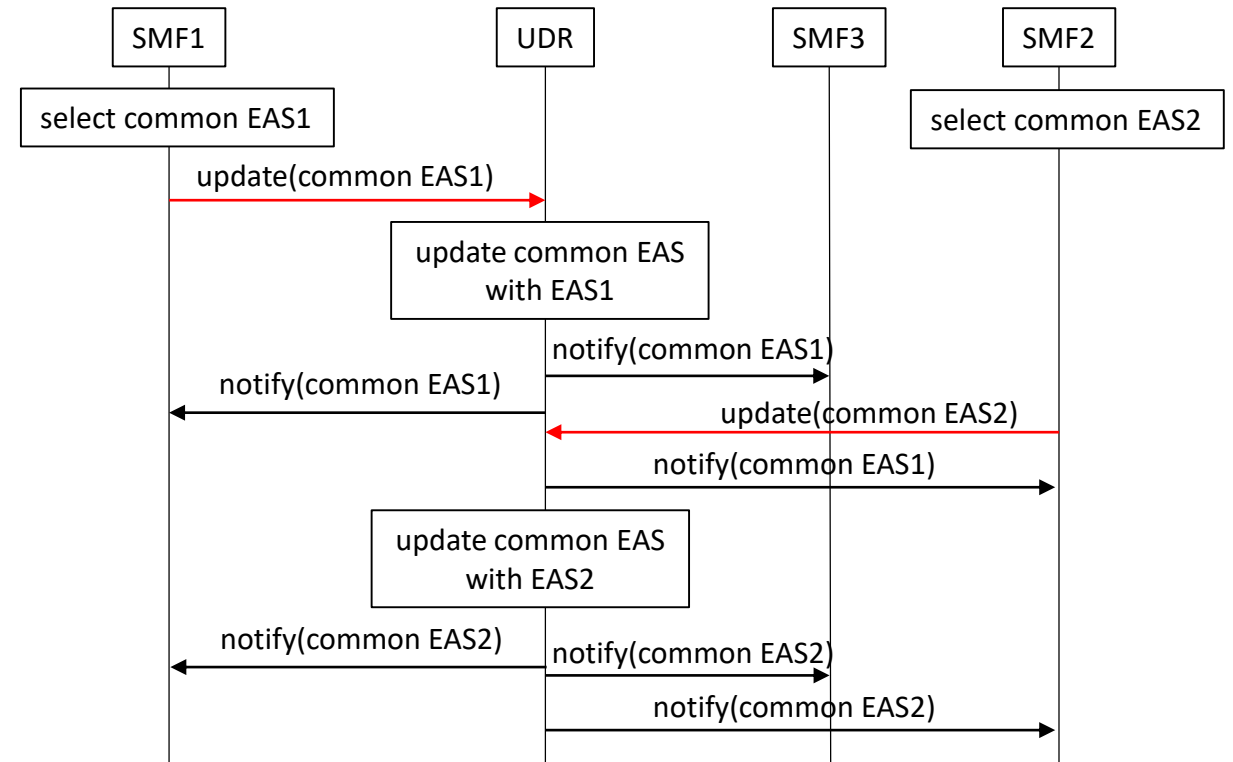 SMF1
UDR
SMF3
SMF2
select common EAS1
select common EAS2
update(common EAS1)
update common EAS
with EAS1
notify(common EAS1)
notify(common EAS1)
update(common EAS2)
notify(common EAS1)
update common EAS
with EAS2
notify(common EAS2)
notify(common EAS2)
notify(common EAS2)